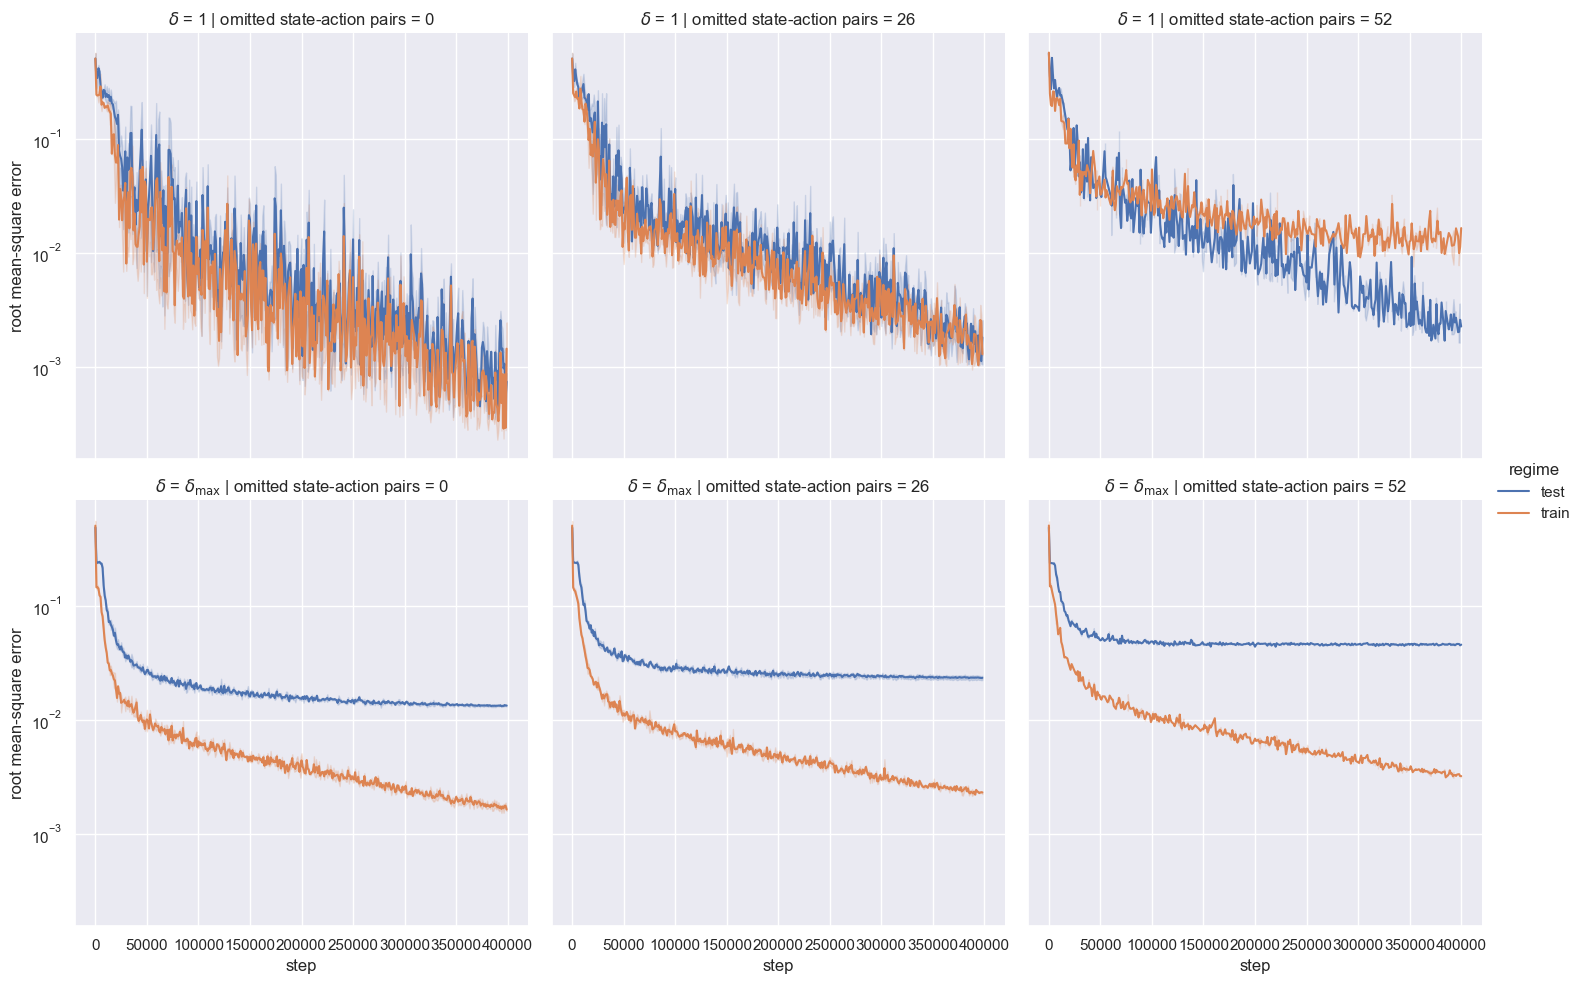 δ = 1 | omitted state-action pairs = 0
δ = 1 | omitted state-action pairs = 26
δ = 1 | omitted state-action pairs = 52
root mean-square error
10⁻¹
10⁻²
10⁻³
δ = δmax | omitted state-action pairs = 0
δ = δmax | omitted state-action pairs = 26
δ = δmax | omitted state-action pairs = 52
root mean-square error
10⁻¹
10⁻²
10⁻³
0 50000 100000 150000 200000 250000 300000 350000 400000
0 50000 100000 150000 200000 250000 300000 350000 400000
0 50000 100000 150000 200000 250000 300000 350000 400000
step
step
step
regime
test
train